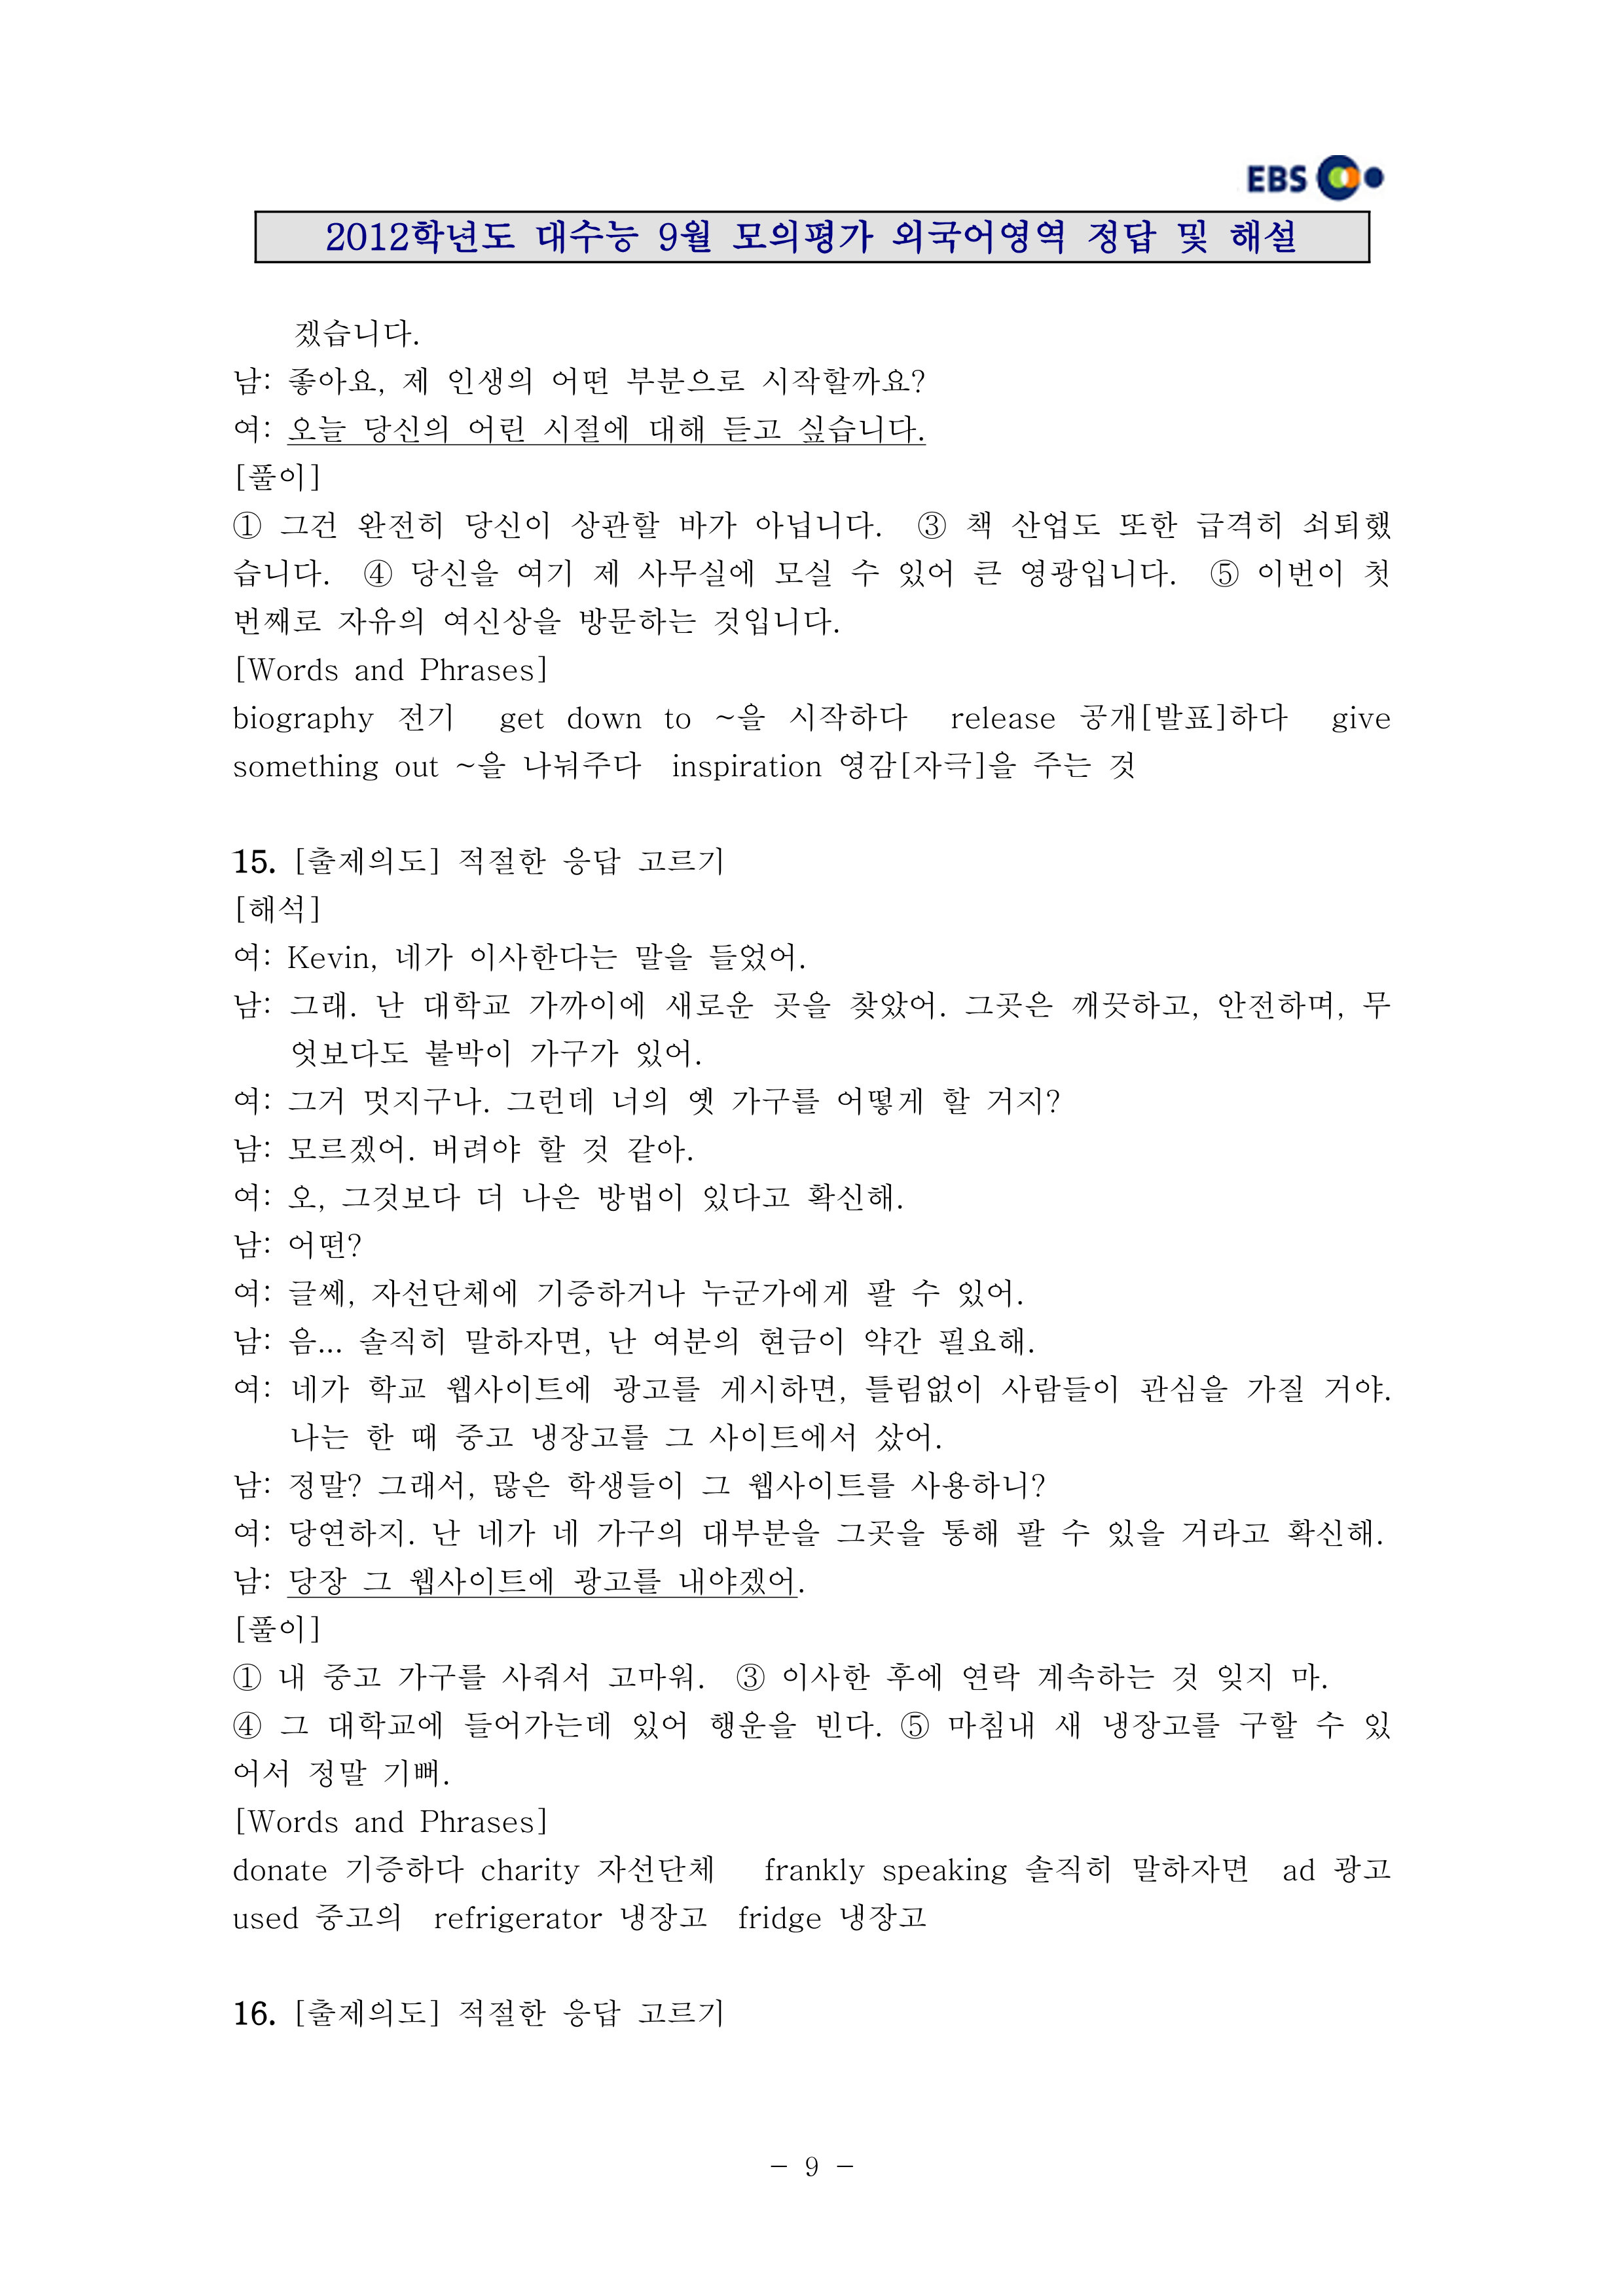 EBS
2012학년도 대수능 9월 모의평가 외국어영역 정답 및 해설
겠습니다.
남: 좋아요, 제 인생의 어떤 부분으로 시작할까요?
여: 오늘 당신의 어린 시절에 대해 듣고 싶습니다.
[풀이]
① 그건 완전히 당신이 상관할 바가 아닙니다. ③ 책 산업도 또한 급격히 쇠퇴했
습니다. ④ 당신을 여기 제 사무실에 모실 수 있어 큰 영광입니다. ⑤ 이번이 첫
번째로 자유의 여신상을 방문하는 것입니다.
[Words and Phrases]
biography 전기 get down to ~을 시작하다 release 공개[발표]하다 give
something out ~을 나눠주다 inspiration 영감[자극]을 주는 것
15. [출제의도] 적절한 응답 고르기
[해석]
여: Kevin, 네가 이사한다는 말을 들었어.
남: 그래. 난 대학교 가까이에 새로운 곳을 찾았어. 그곳은 깨끗하고, 안전하며, 무
엇보다도 붙박이 가구가 있어.
여: 그거 멋지구나. 그런데 너의 옛 가구를 어떻게 할 거지?
남: 모르겠어. 버려야 할 것 같아.
여: 오, 그것보다 더 나은 방법이 있다고 확신해.
남: 어떤?
여: 글쎄, 자선단체에 기증하거나 누군가에게 팔 수 있어.
남: 음... 솔직히 말하자면, 난 여분의 현금이 약간 필요해.
여: 네가 학교 웹사이트에 광고를 게시하면, 틀림없이 사람들이 관심을 가질 거야.
나는 한 때 중고 냉장고를 그 사이트에서 샀어.
남: 정말? 그래서, 많은 학생들이 그 웹사이트를 사용하니?
여: 당연하지. 난 네가 네 가구의 대부분을 그곳을 통해 팔 수 있을 거라고 확신해.
남: 당장 그 웹사이트에 광고를 내야겠어.
[풀이]
① 내 중고 가구를 사줘서 고마워. ③ 이사한 후에 연락 계속하는 것 잊지 마.
④ 그 대학교에 들어가는데 있어 행운을 빈다. ⑤ 마침내 새 냉장고를 구할 수 있
어서 정말 기뻐.
[Words and Phrases]
donate 기증하다 charity 자선단체 frankly speaking 솔직히 말하자면 ad 광고
used 중고의 refrigerator 냉장고 fridge 냉장고
16. [출제의도] 적절한 응답 고르기
- 9 -